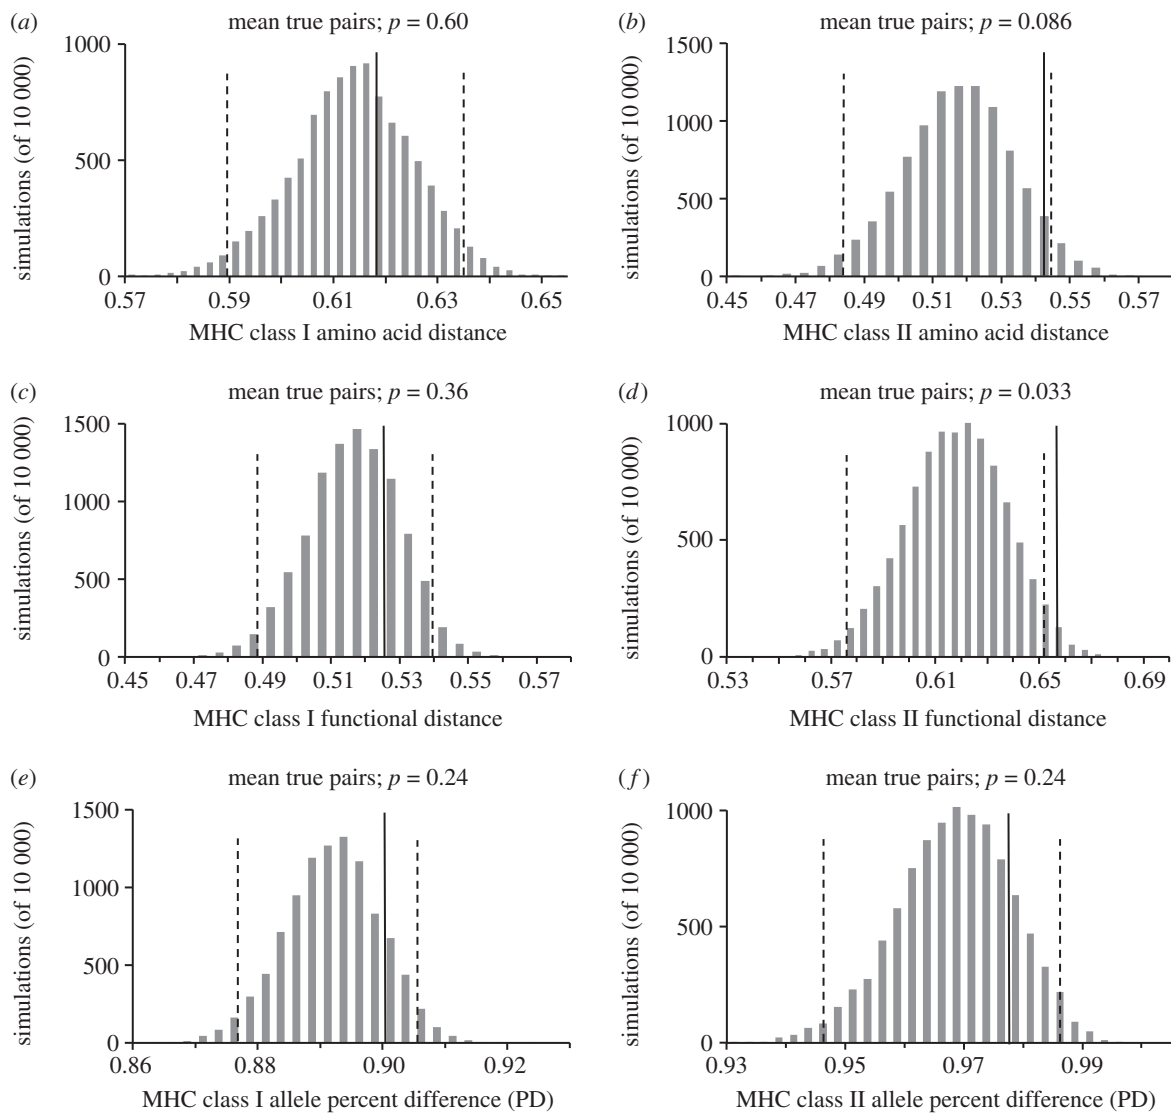 (a) mean true pairs; p = 0.60
simulations (of 10 000)
1000
500
0
0.57 0.59 0.61 0.63 0.65
MHC class I amino acid distance
(b) mean true pairs; p = 0.086
simulations (of 10 000)
1500
1000
500
0
0.45 0.47 0.49 0.51 0.53 0.55 0.57
MHC class II amino acid distance
(c) mean true pairs; p = 0.36
simulations (of 10 000)
1500
1000
500
0
0.45 0.47 0.49 0.51 0.53 0.55 0.57
MHC class I functional distance
(d) mean true pairs; p = 0.033
simulations (of 10 000)
1000
500
0
0.53 0.57 0.61 0.65 0.69
MHC class II functional distance
(e) mean true pairs; p = 0.24
simulations (of 10 000)
1500
1000
500
0
0.86 0.88 0.90 0.92
MHC class I allele percent difference (PD)
(f) mean true pairs; p = 0.24
simulations (of 10 000)
1000
500
0
0.93 0.95 0.97 0.99
MHC class II allele percent difference (PD)